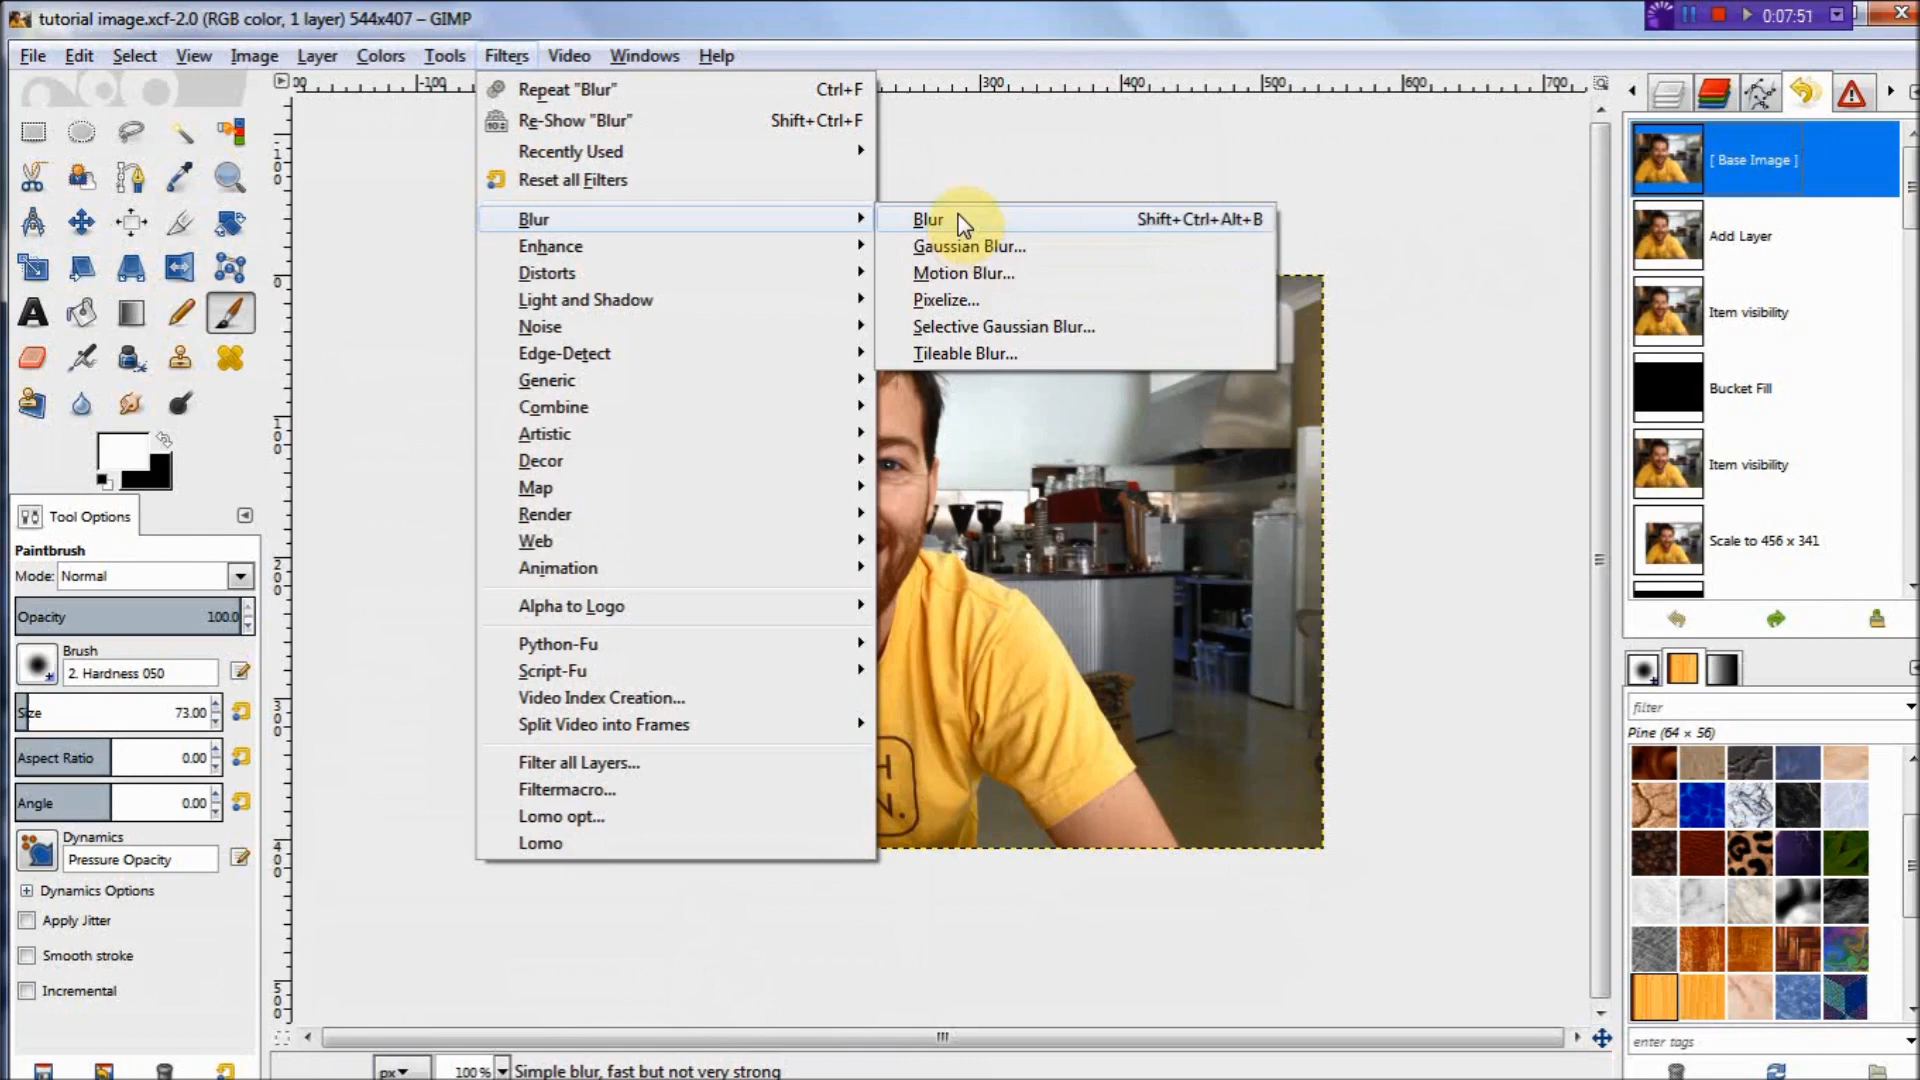 tutorial image.xcf-2.0 (RGB color, 1 layer) 544x407 – GIMP
0:07:51
File Edit Select View Image Layer Colors Tools Filters Video Windows Help
-100 300 400 500 600 700
Repeat "Blur" Ctrl+F
Re-Show "Blur" Shift+Ctrl+F
Recently Used
Reset all Filters
Blur
Enhance
Distorts
Light and Shadow
Noise
Edge-Detect
Generic
Combine
Artistic
Decor
Map
Render
Web
Animation
Alpha to Logo
Python-Fu
Script-Fu
Video Index Creation...
Split Video into Frames
Filter all Layers...
Filtermacro...
Lomo opt...
Lomo
Blur Shift+Ctrl+Alt+B
Gaussian Blur...
Motion Blur...
Pixelize...
Selective Gaussian Blur...
Tileable Blur...
Tool Options
Paintbrush
Mode: Normal
Opacity 100.0
Brush
2. Hardness 050
Size 73.00
Aspect Ratio 0.00
Angle 0.00
Dynamics
Pressure Opacity
Dynamics Options
Apply Jitter
Smooth stroke
Incremental
[ Base Image ]
Add Layer
Item visibility
Bucket Fill
Item visibility
Scale to 456 x 341
filter
Pine (64 × 56)
enter tags
px 100 % Simple blur, fast but not very strong